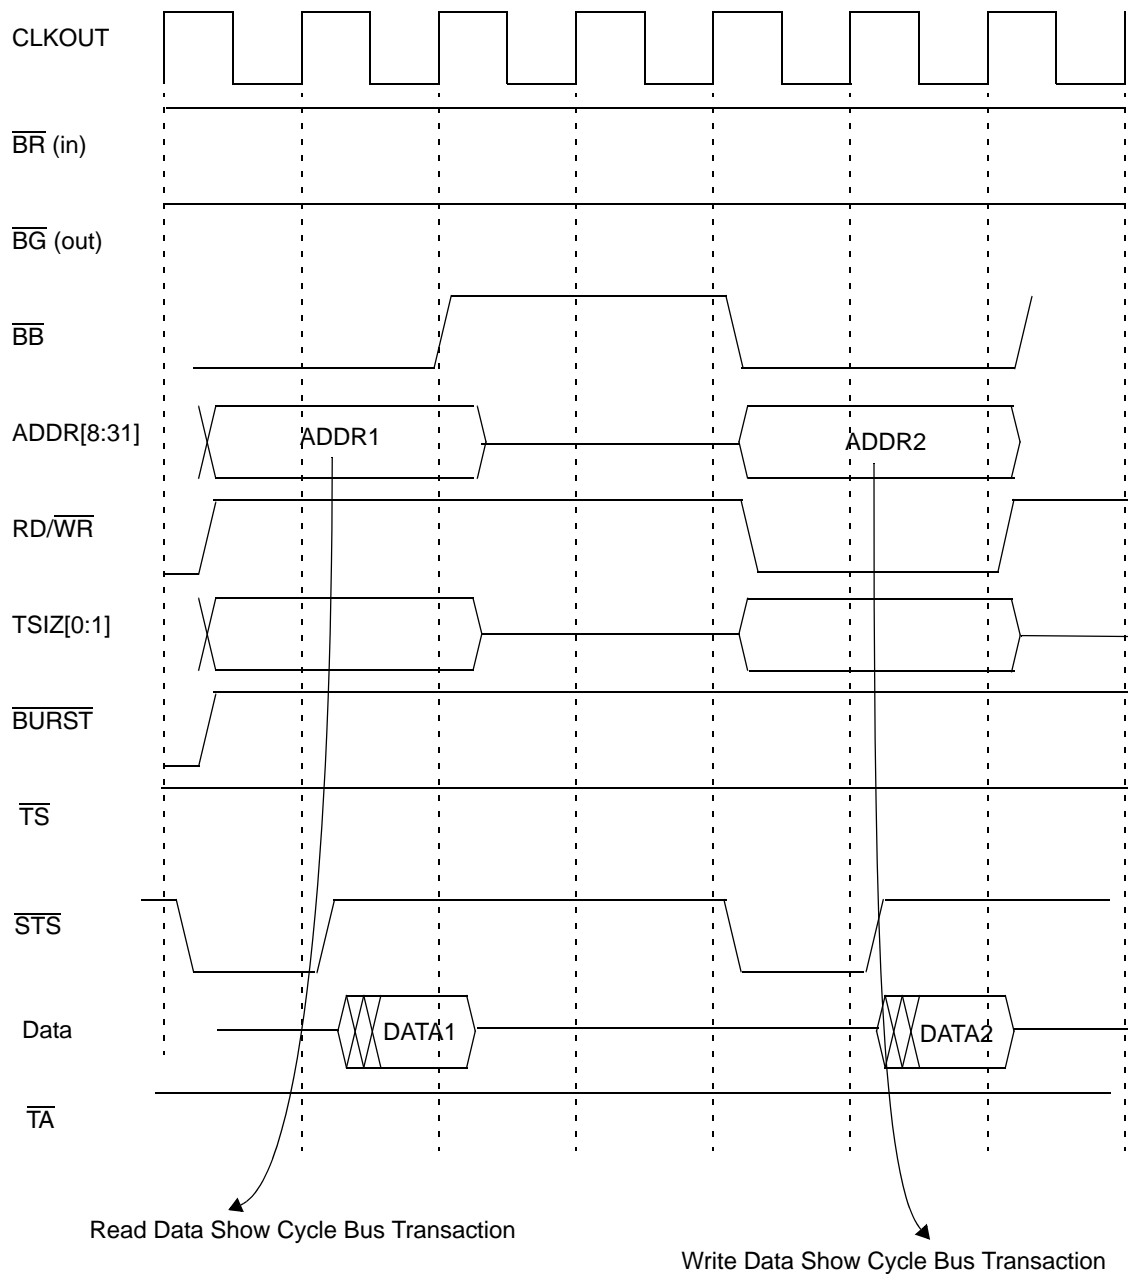 CLKOUT
BR (in)
BG (out)
BB
ADDR[8:31]
ADDR1
ADDR2
RD/WR
TSIZ[0:1]
BURST
TS
STS
Data
DATA1
DATA2
TA
Read Data Show Cycle Bus Transaction
Write Data Show Cycle Bus Transaction